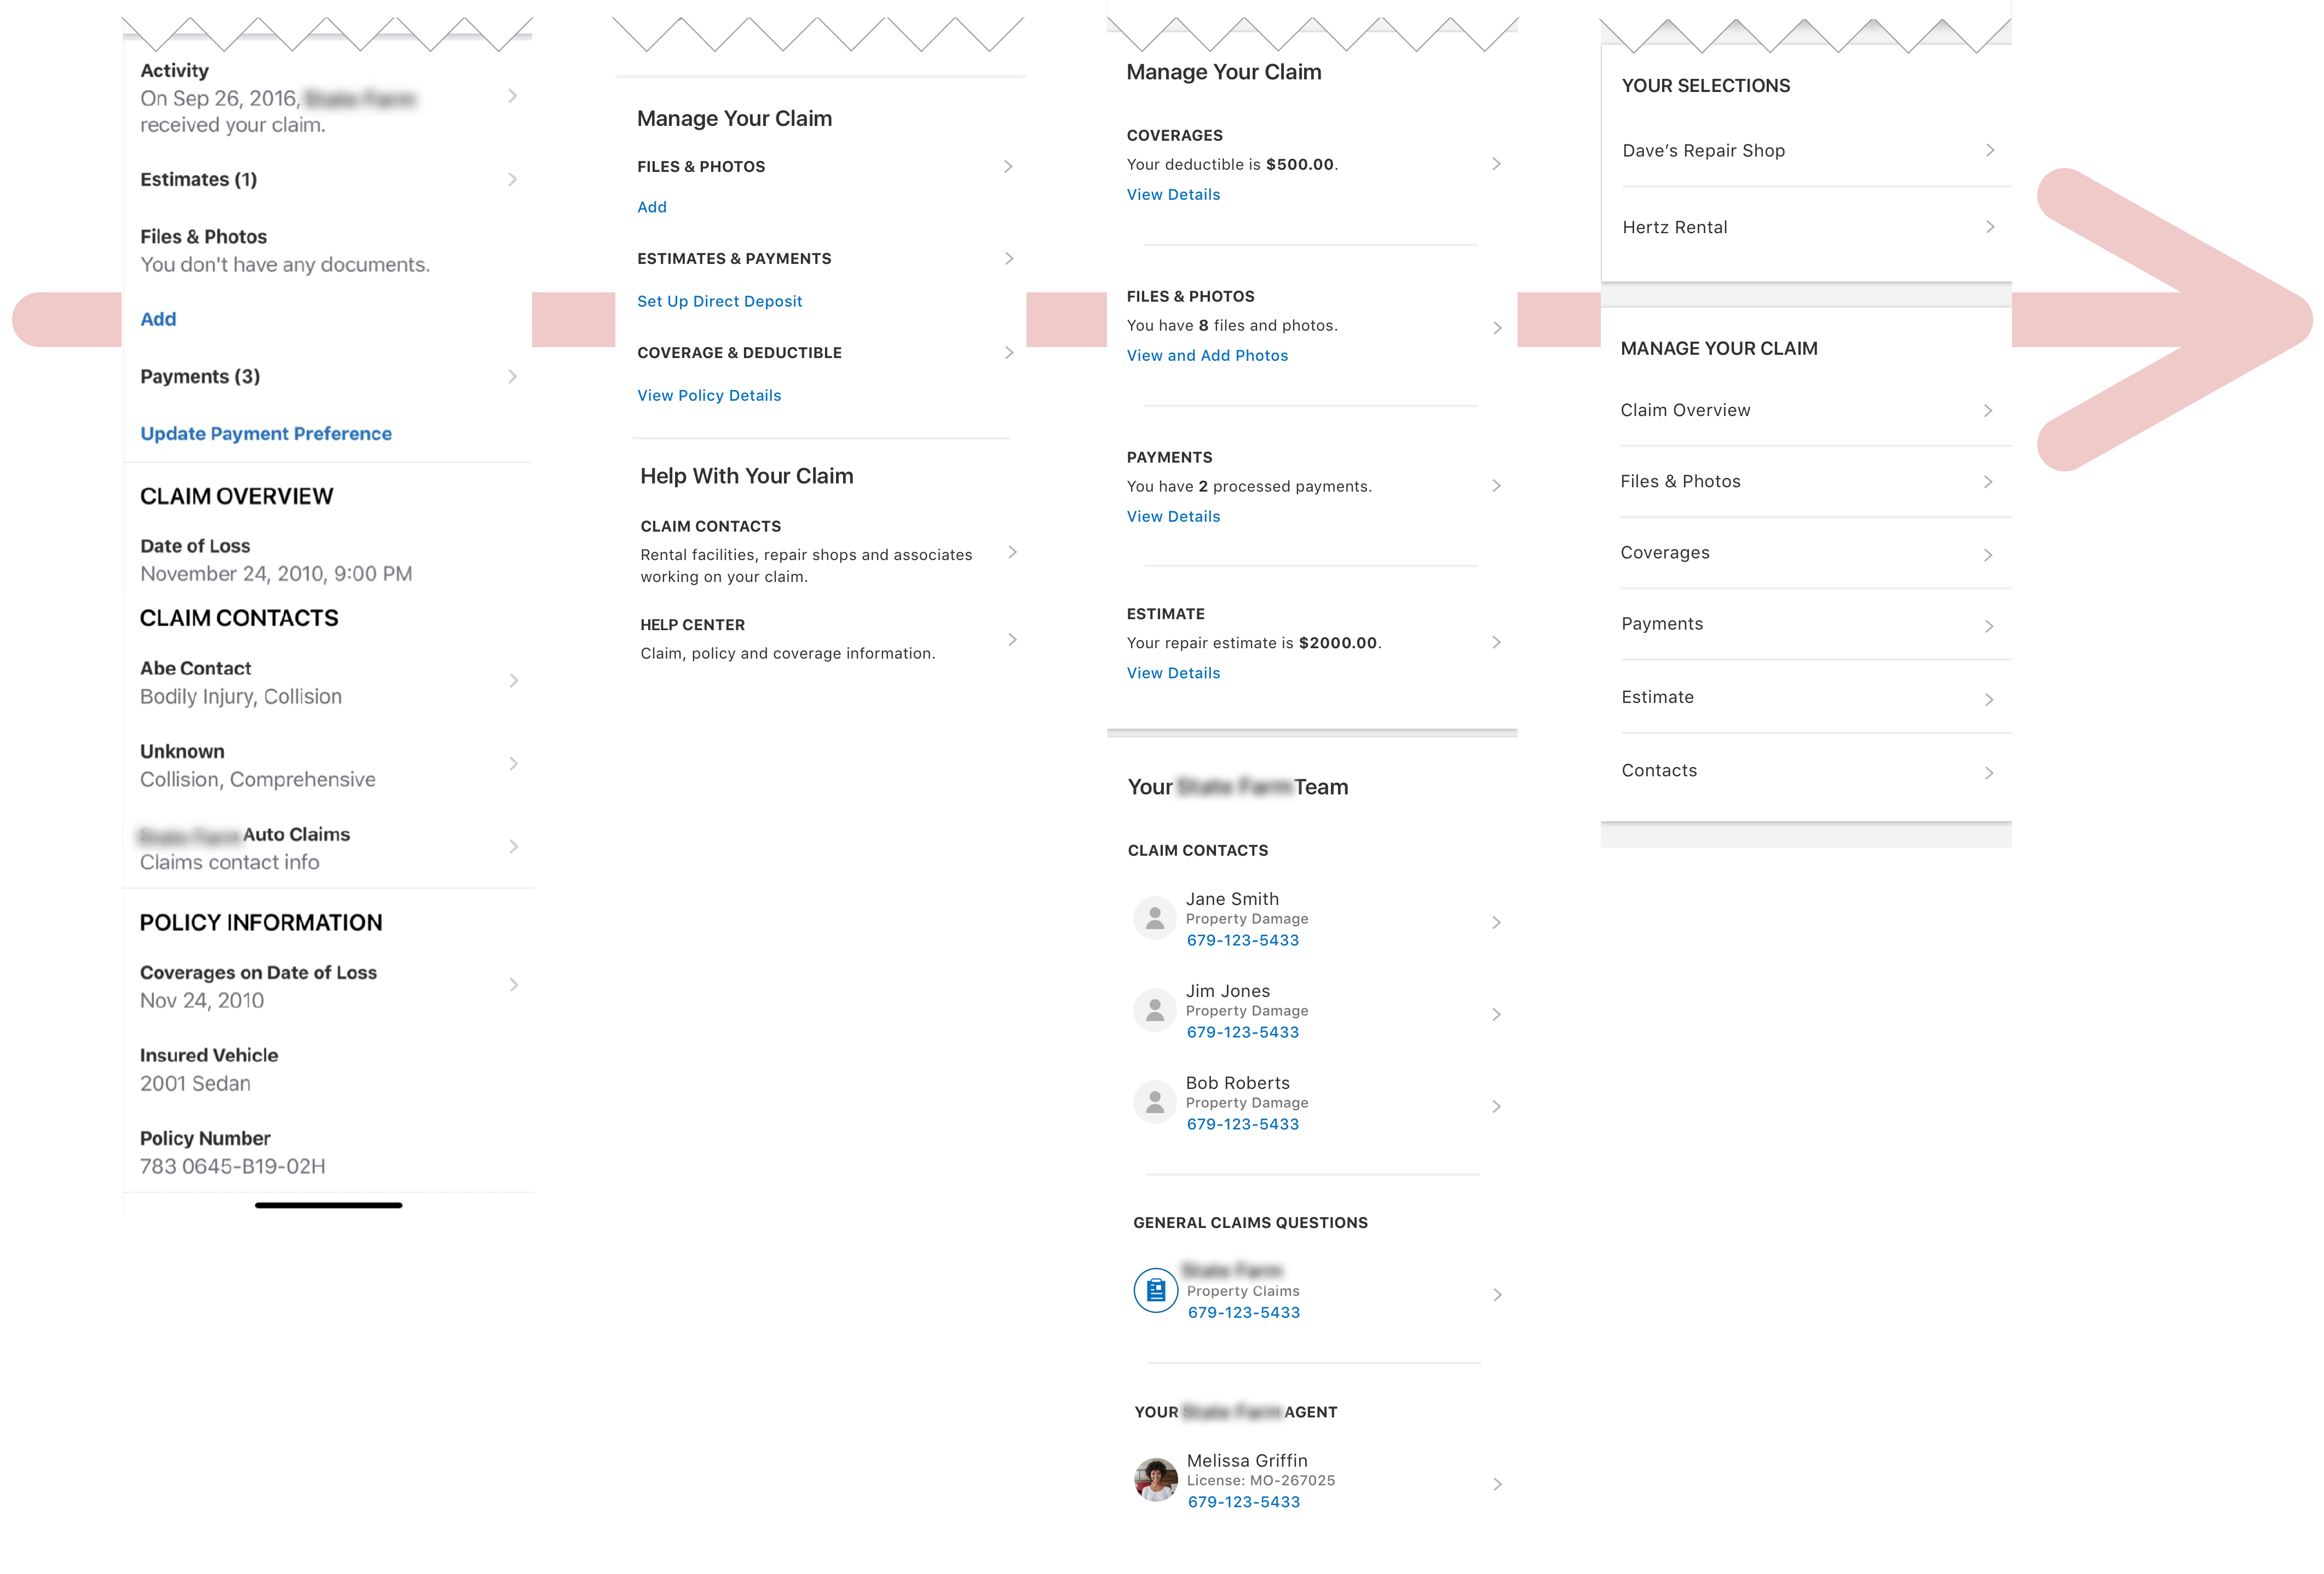 Activity
On Sep 26, 2016,
received your claim.
Estimates (1)
Files & Photos
You don't have any documents.
Add
Payments (3)
Update Payment Preference
CLAIM OVERVIEW
Date of Loss
November 24, 2010, 9:00 PM
CLAIM CONTACTS
Abe Contact
Bodily Injury, Collision
Unknown
Collision, Comprehensive
Auto Claims
Claims contact info
POLICY INFORMATION
Coverages on Date of Loss
Nov 24, 2010
Insured Vehicle
2001 Sedan
Policy Number
783 0645-B19-02H
Manage Your Claim
FILES & PHOTOS
Add
ESTIMATES & PAYMENTS
Set Up Direct Deposit
COVERAGE & DEDUCTIBLE
View Policy Details
Help With Your Claim
CLAIM CONTACTS
Rental facilities, repair shops and associates
working on your claim.
HELP CENTER
Claim, policy and coverage information.
Manage Your Claim
COVERAGES
Your deductible is $500.00.
View Details
FILES & PHOTOS
You have 8 files and photos.
View and Add Photos
PAYMENTS
You have 2 processed payments.
View Details
ESTIMATE
Your repair estimate is $2000.00.
View Details
Your Team
CLAIM CONTACTS
Jane Smith
Property Damage
679-123-5433
Jim Jones
Property Damage
679-123-5433
Bob Roberts
Property Damage
679-123-5433
GENERAL CLAIMS QUESTIONS
Property Claims
679-123-5433
YOUR AGENT
Melissa Griffin
License: MO-267025
679-123-5433
YOUR SELECTIONS
Dave's Repair Shop
Hertz Rental
MANAGE YOUR CLAIM
Claim Overview
Files & Photos
Coverages
Payments
Estimate
Contacts